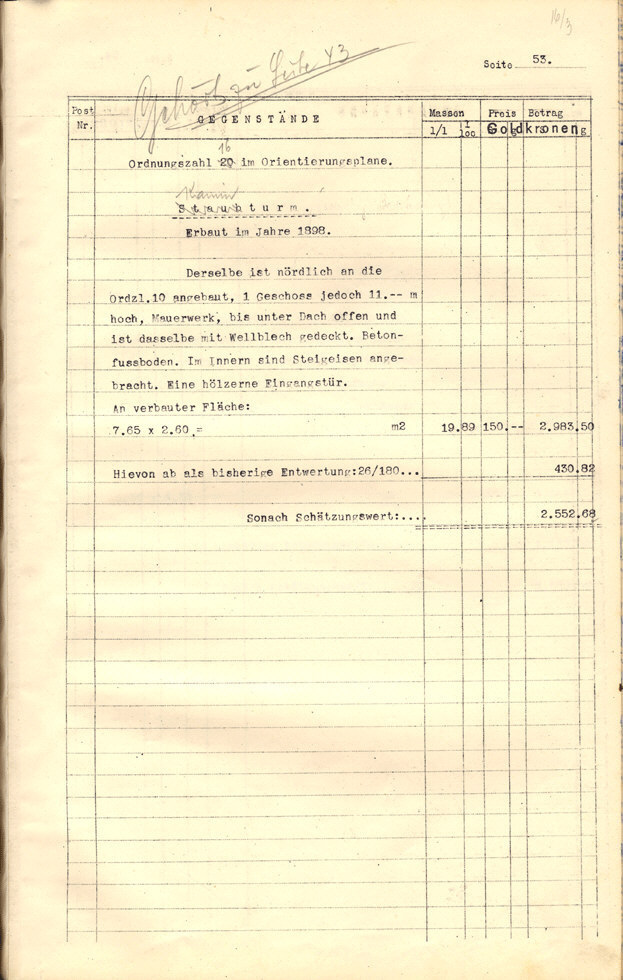 16/3
Seite 53.
Gehört zu Seite 43
Post Nr. GEGENSTÄNDE Massen 1/1 1/100 Preis Betrag Goldkronen
16
Ordnungszahl 20 im Orientierungsplane.
Kamin
Staubturm.
Erbaut im Jahre 1898.
Derselbe ist nördlich an die
Ordzl.10 angebaut, 1 Geschoss jedoch 11.-- m
hoch, Mauerwerk, bis unter Dach offen und
ist dasselbe mit Wellblech gedeckt. Beton-
fussboden. Im Innern sind Steigeisen ange-
bracht. Eine hölzerne Eingangstür.
An verbauter Fläche:
7.65 x 2.60 = m2 19.89 150.-- 2.983.50
Hievon ab als bisherige Entwertung:26/180... 430.82
Sonach Schätzungswert:.... 2.552.68